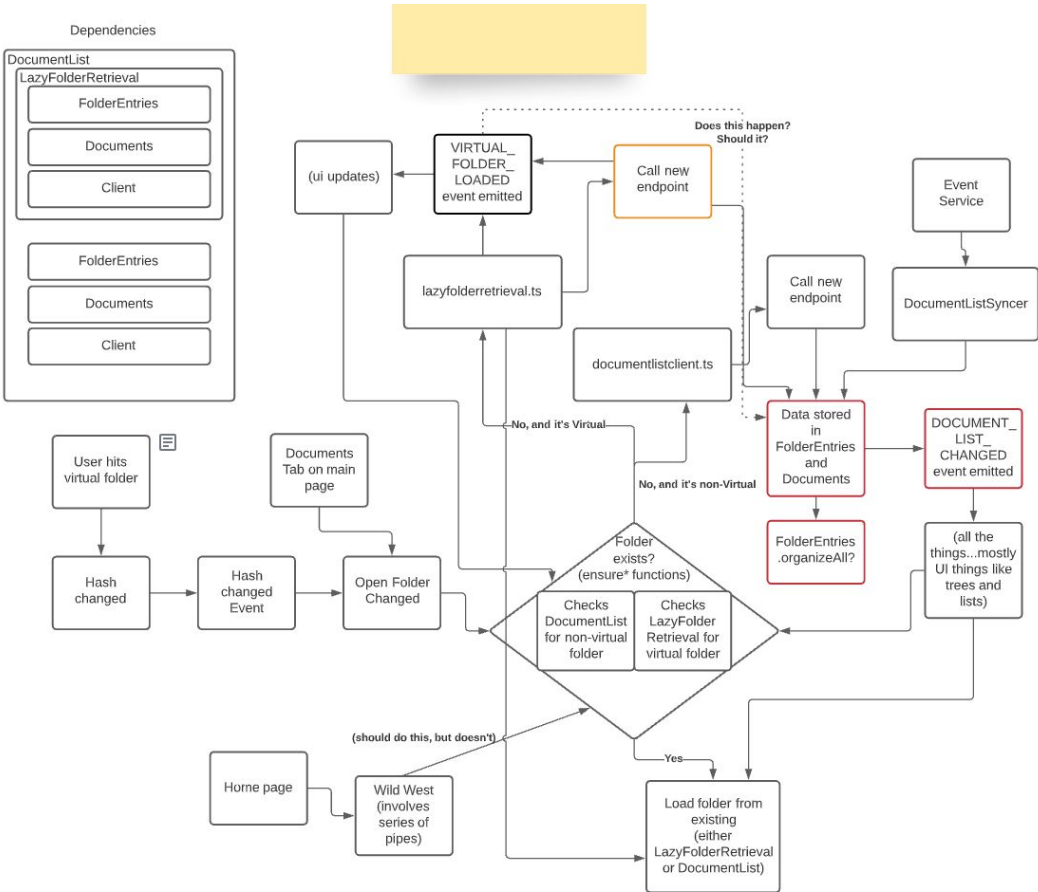 Dependencies
DocumentList
LazyFolderRetrieval
FolderEntries
Documents
Client
FolderEntries
Documents
Client
(ui updates)
VIRTUAL_
FOLDER_
LOADED
event emitted
Does this happen?
Should it?
Call new
endpoint
Event
Service
lazyfolderretrieval.ts
Call new
endpoint
DocumentListSyncer
documentlistclient.ts
No, and it's Virtual
No, and it's non-Virtual
Data stored
in
FolderEntries
and
Documents
DOCUMENT_
LIST_
CHANGED
event emitted
User hits
virtual folder
Documents
Tab on main
page
FolderEntries
.organizeAll?
(all the
things...mostly
UI things like
trees and
lists)
Hash
changed
Hash
changed
Event
Open Folder
Changed
Folder
exists?
(ensure* functions)
Checks
DocumentList
for non-virtual
folder
Checks
LazyFolder
Retrieval for
virtual folder
(should do this, but doesn't)
Yes
Home page
Wild West
(involves
series of
pipes)
Load folder from
existing
(either
LazyFolderRetrieval
or DocumentList)